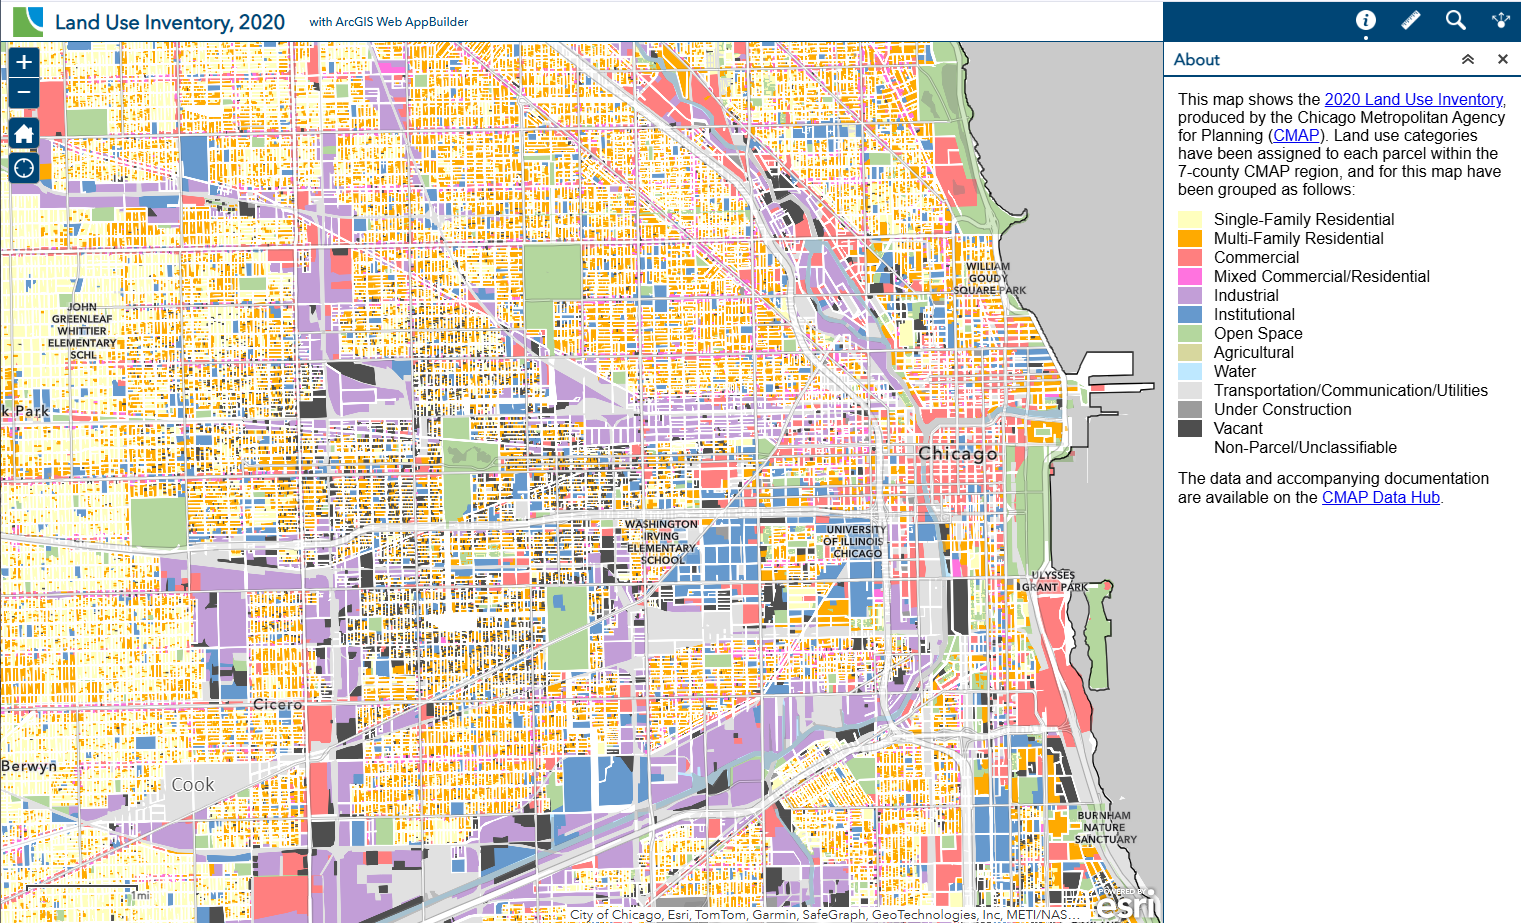 Land Use Inventory, 2020
with ArcGIS Web AppBuilder
About
This map shows the 2020 Land Use Inventory,
produced by the Chicago Metropolitan Agency
for Planning (CMAP). Land use categories
have been assigned to each parcel within the
7-county CMAP region, and for this map have
been grouped as follows:
Single-Family Residential
Multi-Family Residential
Commercial
Mixed Commercial/Residential
Industrial
Institutional
Open Space
Agricultural
Water
Transportation/Communication/Utilities
Under Construction
Vacant
Non-Parcel/Unclassifiable
The data and accompanying documentation
are available on the CMAP Data Hub.
WILLIAM
GOUDY
SQUARE PARK
JOHN
GREENLEAF
WHITTIER
ELEMENTARY
SCHL
k Park
Chicago
WASHINGTON
IRVING
ELEMENTARY
SCHOOL
UNIVERSITY
OF ILLINOIS
CHICAGO
ULYSSES
GRANT PARK
Cicero
Berwyn
Cook
BURNHAM
NATURE
SANCTUARY
1mi
POWERED BY
esri
City of Chicago, Esri, TomTom, Garmin, SafeGraph, GeoTechnologies, Inc, METI/NAS...